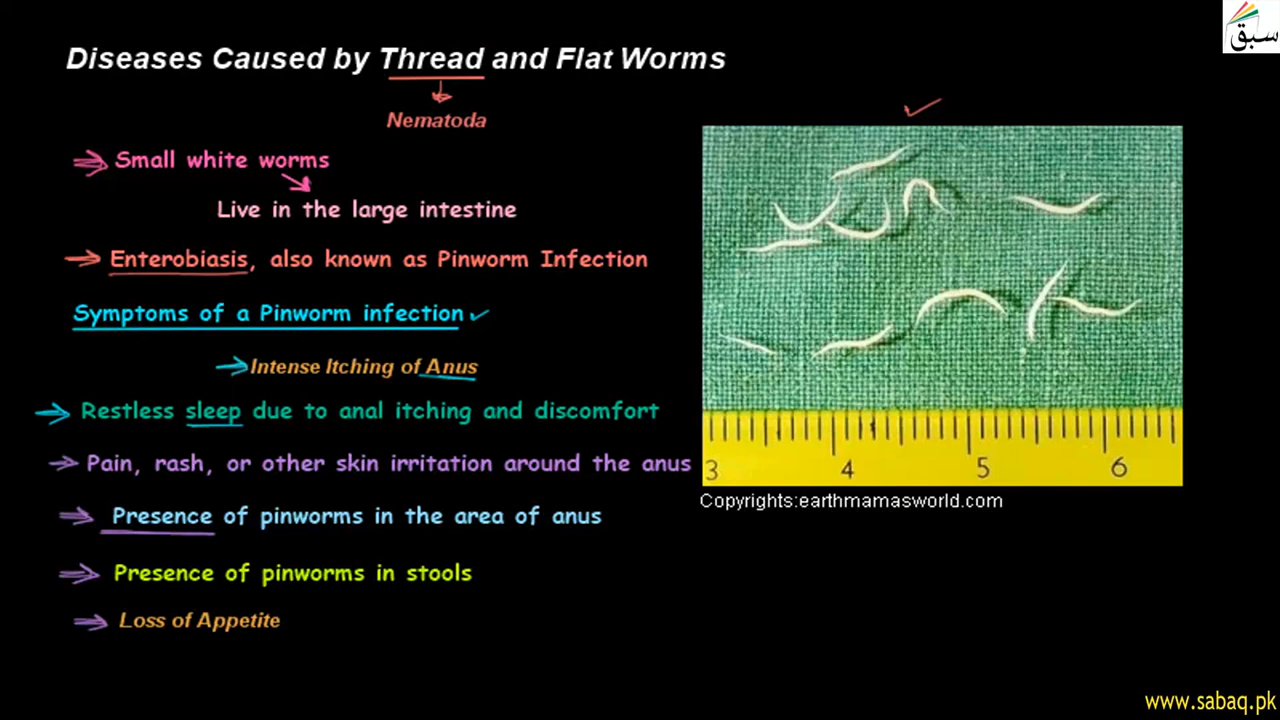 سبق
Diseases Caused by Thread and Flat Worms
Nematoda
Small white worms
Live in the large intestine
Enterobiasis, also known as Pinworm Infection
Symptoms of a Pinworm infection
Intense Itching of Anus
Restless sleep due to anal itching and discomfort
Pain, rash, or other skin irritation around the anus
Presence of pinworms in the area of anus
Presence of pinworms in stools
Loss of Appetite
3 4 5 6
Copyrights:earthmamasworld.com
www.sabaq.pk